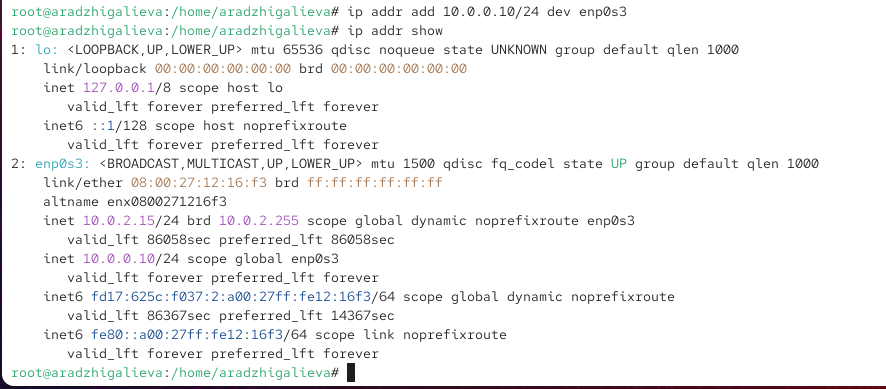 root@aradzhigalieva:/home/aradzhigalieva# ip addr add 10.0.0.10/24 dev enp0s3
root@aradzhigalieva:/home/aradzhigalieva# ip addr show
1: lo: <LOOPBACK,UP,LOWER_UP> mtu 65536 qdisc noqueue state UNKNOWN group default qlen 1000
    link/loopback 00:00:00:00:00:00 brd 00:00:00:00:00:00
    inet 127.0.0.1/8 scope host lo
       valid_lft forever preferred_lft forever
    inet6 ::1/128 scope host noprefixroute
       valid_lft forever preferred_lft forever
2: enp0s3: <BROADCAST,MULTICAST,UP,LOWER_UP> mtu 1500 qdisc fq_codel state UP group default qlen 1000
    link/ether 08:00:27:12:16:f3 brd ff:ff:ff:ff:ff:ff
    altname enx0800271216f3
    inet 10.0.2.15/24 brd 10.0.2.255 scope global dynamic noprefixroute enp0s3
       valid_lft 86058sec preferred_lft 86058sec
    inet 10.0.0.10/24 scope global enp0s3
       valid_lft forever preferred_lft forever
    inet6 fd17:625c:f037:2:a00:27ff:fe12:16f3/64 scope global dynamic noprefixroute
       valid_lft 86367sec preferred_lft 14367sec
    inet6 fe80::a00:27ff:fe12:16f3/64 scope link noprefixroute
       valid_lft forever preferred_lft forever
root@aradzhigalieva:/home/aradzhigalieva#